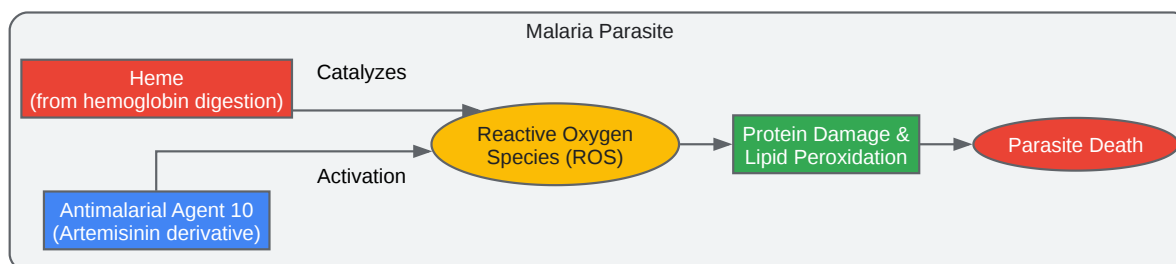 Malaria Parasite
Heme
(from hemoglobin digestion)
Catalyzes
Reactive Oxygen
Species (ROS)
Protein Damage &
Lipid Peroxidation
Parasite Death
Activation
Antimalarial Agent 10
(Artemisinin derivative)